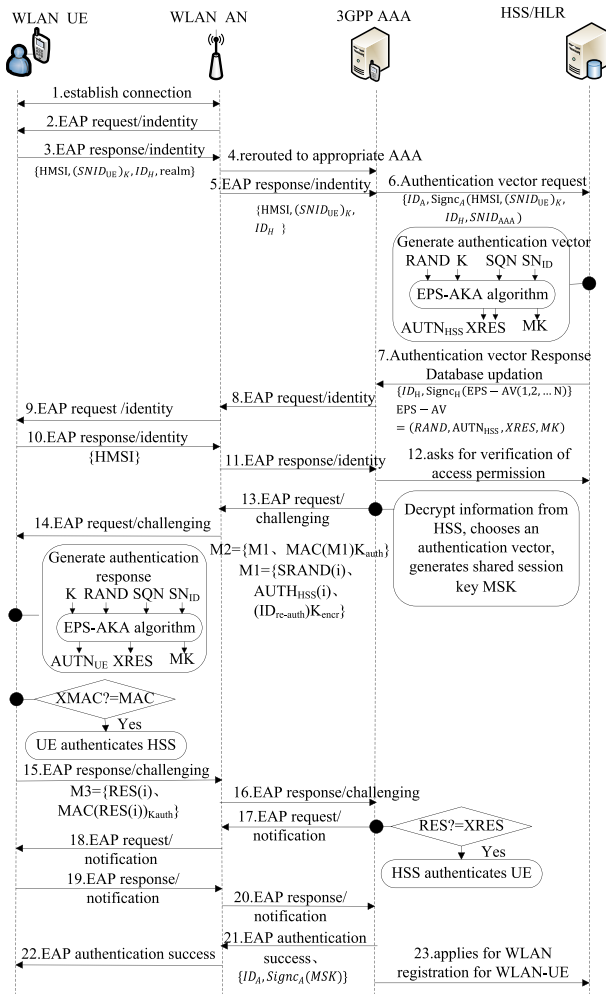 WLAN UE
WLAN AN
3GPP AAA
HSS/HLR
1.establish connection
2.EAP request/indentity
3.EAP response/indentity
{HMSI, (SNID_UE)_K, ID_H, realm}
4.rerouted to appropriate AAA
5.EAP response/indentity
{HMSI, (SNID_UE)_K,
ID_H }
6.Authentication vector request
{ID_A, Signc_A(HMSI, (SNID_UE)_K,
ID_H, SNID_AAA)
Generate authentication vector
RAND K SQN SN_ID
EPS-AKA algorithm
AUTN_HSS XRES MK
7.Authentication vector Response
Database updation
{ID_H, Signc_H(EPS − AV(1,2, … N)}
EPS − AV
= (RAND, AUTN_HSS, XRES, MK)
8.EAP request/identity
9.EAP request /identity
10.EAP response/identity
{HMSI}
11.EAP response/identity
12.asks for verification of
access permission
13.EAP request/
challenging
14.EAP request/challenging
Decrypt information from
HSS, chooses an
authentication vector,
generates shared session
key MSK
M2={M1、MAC(M1)K_auth}
M1={SRAND(i)、
AUTH_HSS(i)、
(ID_re-auth)K_encr}
Generate authentication
response
K RAND SQN SN_ID
EPS-AKA algorithm
AUTN_UE XRES MK
XMAC?=MAC
Yes
UE authenticates HSS
15.EAP response/challenging
M3={RES(i)、
MAC(RES(i))_Kauth}
16.EAP response/challenging
17.EAP request/
notification
RES?=XRES
Yes
HSS authenticates UE
18.EAP request/
notification
19.EAP response/
notification
20.EAP response/
notification
21.EAP authentication
success、
{ID_A, Signc_A(MSK)}
22.EAP authentication success
23.applies for WLAN
registration for WLAN-UE